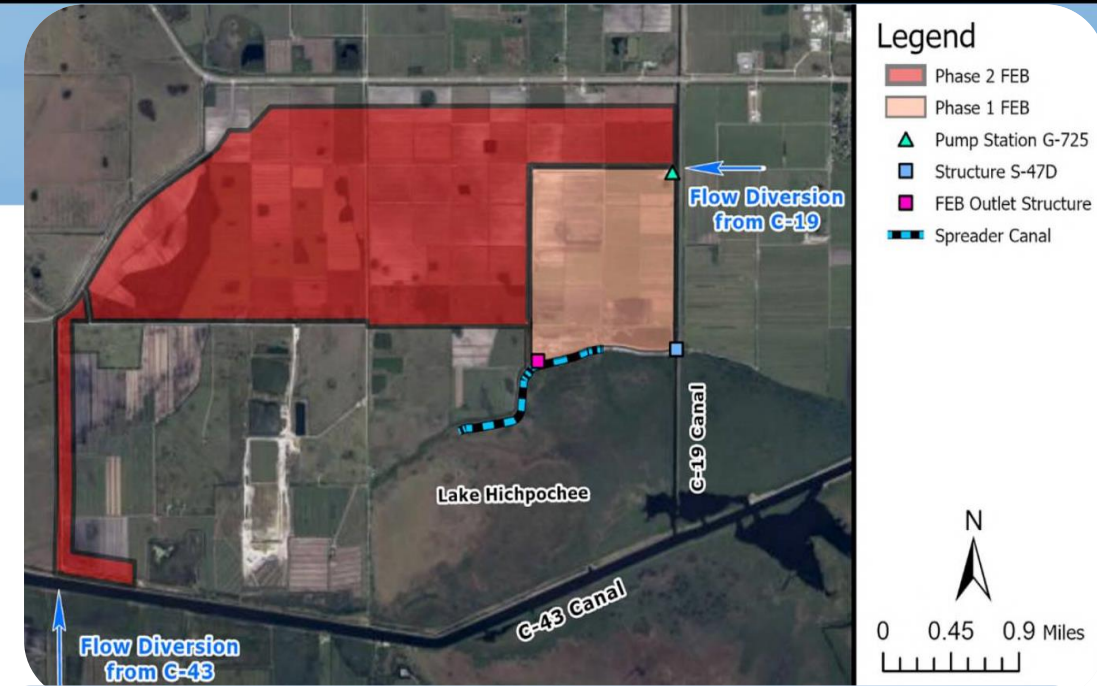 Flow Diversion
from C-19
C-19 Canal
Lake Hichpochee
C-43 Canal
Flow Diversion
from C-43
Legend
Phase 2 FEB
Phase 1 FEB
Pump Station G-725
Structure S-47D
FEB Outlet Structure
Spreader Canal
N
0 0.45 0.9 Miles